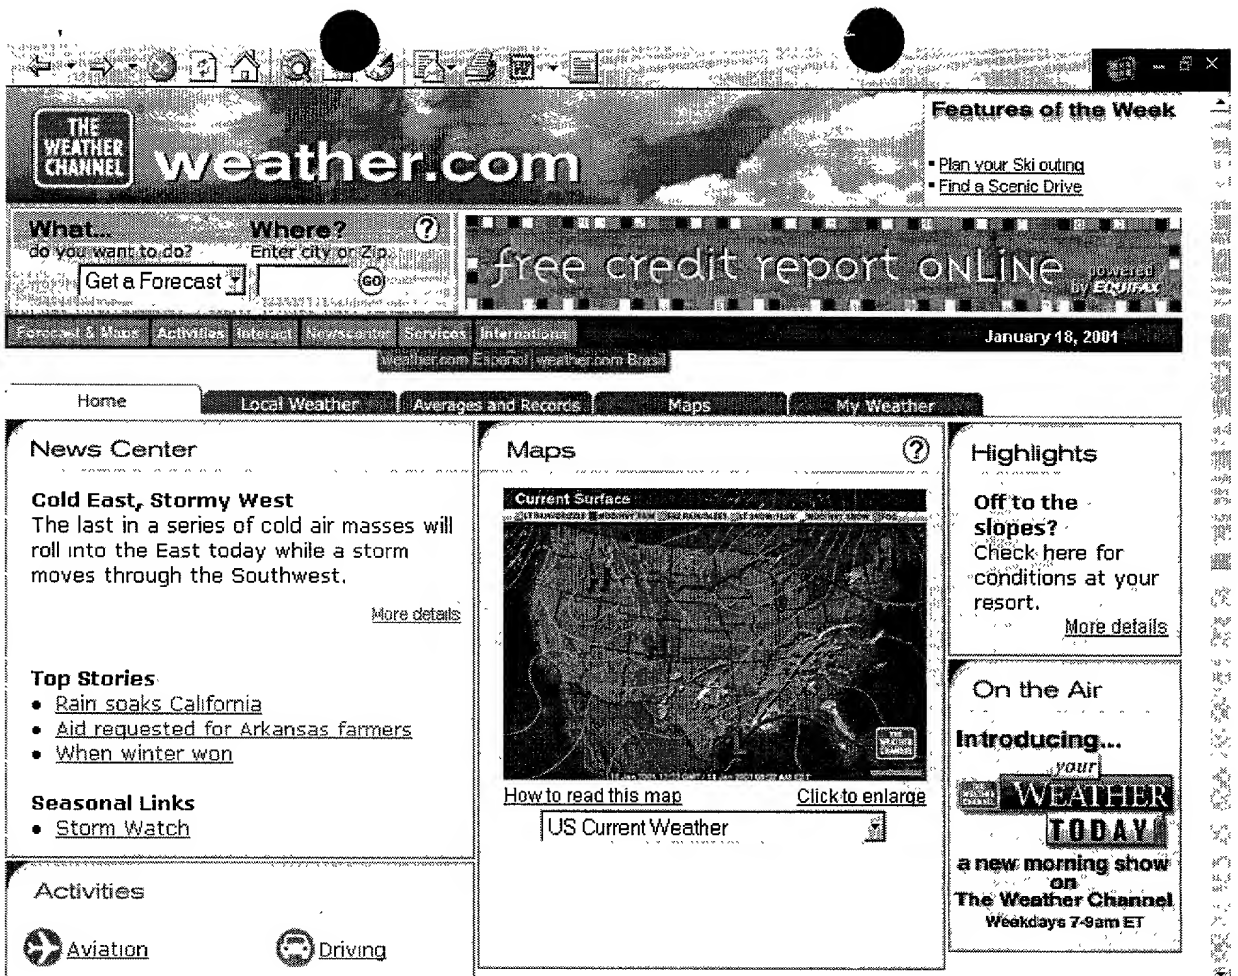 THE
WEATHER
CHANNEL
weather.com
Features of the Week
Plan your Ski outing
Find a Scenic Drive
What...
do you want to do?
Get a Forecast
Where?
Enter city or Zip.
GO
?
free credit report oNLiNe
powered
by EQUIFAX
Forecast & Maps Activities Interact Newscenter Services International
January 18, 2001
weather.com Español weather.com Brasil
Home
Local Weather
Averages and Records
Maps
My Weather
News Center
Cold East, Stormy West
The last in a series of cold air masses will
roll into the East today while a storm
moves through the Southwest.
More details
Top Stories
• Rain soaks California
• Aid requested for Arkansas farmers
• When winter won
Seasonal Links
• Storm Watch
Activities
Aviation
Driving
Maps
?
Current Surface
H
THE
WEATHER
CHANNEL
How to read this map
Click to enlarge
US Current Weather
Highlights
Off to the
slopes?
Check here for
conditions at your
resort.
More details
On the Air
Introducing...
your
WEATHER
TODAY
a new morning show
on
The Weather Channel
Weekdays 7-9am ET